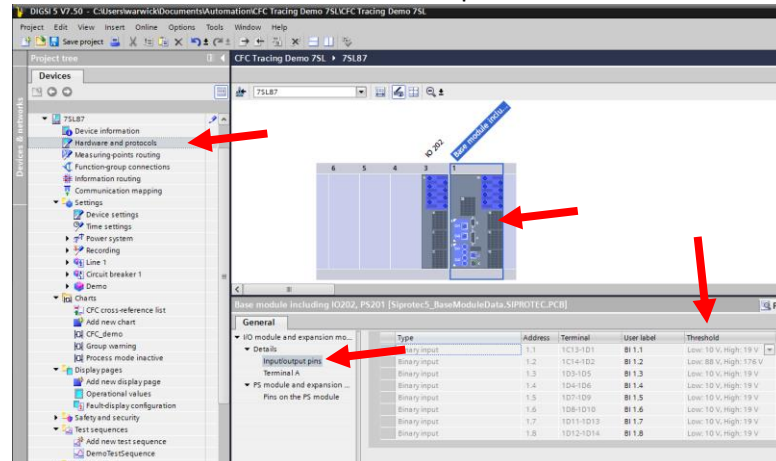 DIGSI 5 V7.50 - C:\Users\warwick\Documents\Automation\CFC Tracing Demo 7SL\CFC Tracing Demo 7SL
Project Edit View Insert Online Options Tools Window Help
Save project
Project tree
CFC Tracing Demo 7SL ▸ 7SL87
Devices
7SL87
Devices & networks
7SL87
Device information
Hardware and protocols
Measuring-points routing
Function-group connections
Information routing
Communication mapping
Settings
Device settings
Time settings
Power system
Recording
Line 1
Circuit breaker 1
Demo
Charts
CFC cross-reference list
Add new chart
CFC_demo
Group warning
Process mode inactive
Display pages
Add new display page
Operational values
Fault-display configuration
Safety and security
Test sequences
Add new test sequence
DemoTestSequence
IO 202
Base module inclu...
6 5 4 3 1
Base module including IO202, PS201 [Siprotec5_BaseModuleData.SIPROTEC.PCB]
General
I/O module and expansion mo...
Details
Input/output pins
Terminal A
PS module and expansion ...
Pins on the PS module
Type Address Terminal User label Threshold
Binary input 1.1 1C13-1D1 BI 1.1 Low: 10 V, High: 19 V
Binary input 1.2 1C14-1D2 BI 1.2 Low: 88 V, High: 176 V
Binary input 1.3 1D3-1D5 BI 1.3 Low: 10 V, High: 19 V
Binary input 1.4 1D4-1D6 BI 1.4 Low: 10 V, High: 19 V
Binary input 1.5 1D7-1D9 BI 1.5 Low: 10 V, High: 19 V
Binary input 1.6 1D8-1D10 BI 1.6 Low: 10 V, High: 19 V
Binary input 1.7 1D11-1D13 BI 1.7 Low: 10 V, High: 19 V
Binary input 1.8 1D12-1D14 BI 1.8 Low: 10 V, High: 19 V